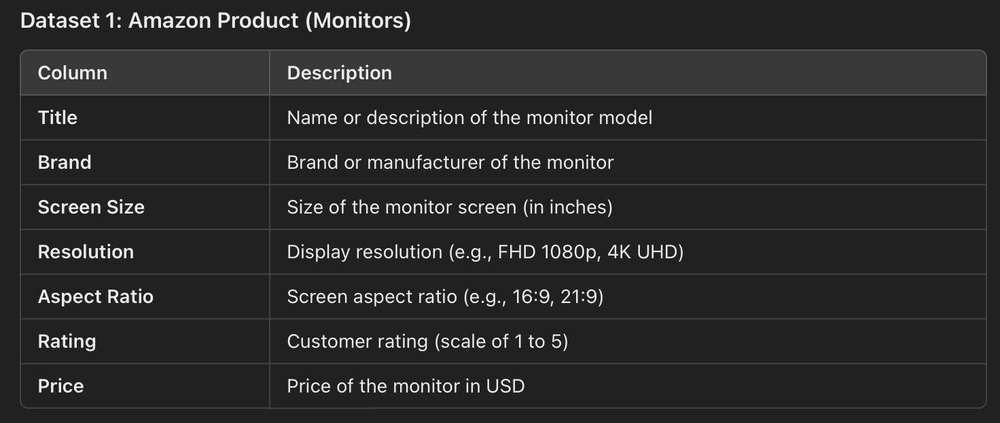 Dataset 1: Amazon Product (Monitors)
Column Description
Title Name or description of the monitor model
Brand Brand or manufacturer of the monitor
Screen Size Size of the monitor screen (in inches)
Resolution Display resolution (e.g., FHD 1080p, 4K UHD)
Aspect Ratio Screen aspect ratio (e.g., 16:9, 21:9)
Rating Customer rating (scale of 1 to 5)
Price Price of the monitor in USD